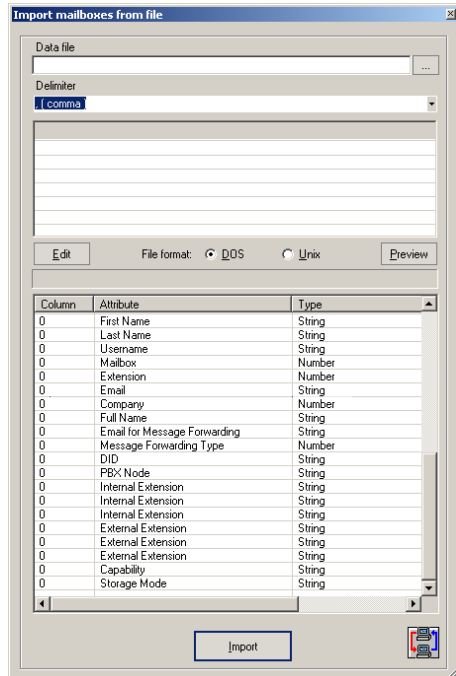 Import mailboxes from file
Data file
...
Delimiter
, ( comma )
Edit File format: DOS Unix Preview
Column Attribute Type
0 First Name String
0 Last Name String
0 Username String
0 Mailbox Number
0 Extension Number
0 Email String
0 Company Number
0 Full Name String
0 Email for Message Forwarding String
0 Message Forwarding Type Number
0 DID String
0 PBX Node String
0 Internal Extension String
0 Internal Extension String
0 Internal Extension String
0 External Extension String
0 External Extension String
0 External Extension String
0 Capability String
0 Storage Mode String
Import